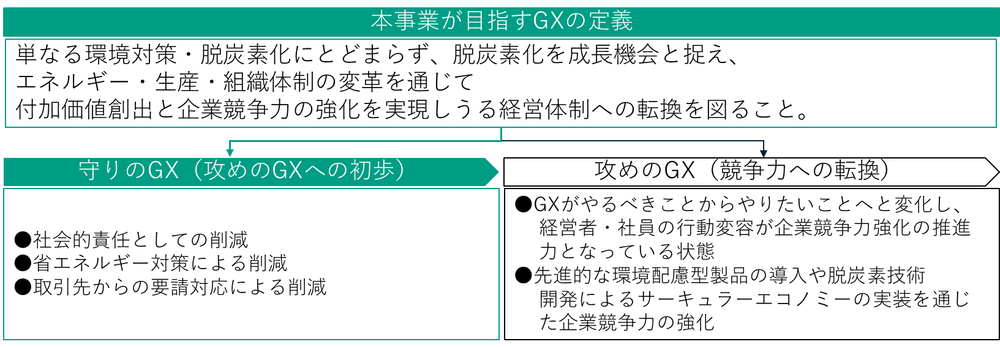 本事業が目指すGXの定義
単なる環境対策・脱炭素化にとどまらず、脱炭素化を成長機会と捉え、
エネルギー・生産・組織体制の変革を通じて
付加価値創出と企業競争力の強化を実現しうる経営体制への転換を図ること。
守りのGX（攻めのGXへの初歩）
●社会的責任としての削減
●省エネルギー対策による削減
●取引先からの要請対応による削減
攻めのGX（競争力への転換）
●GXがやるべきことからやりたいことへと変化し、
経営者・社員の行動変容が企業競争力強化の推進
力となっている状態
●先進的な環境配慮型製品の導入や脱炭素技術
開発によるサーキュラーエコノミーの実装を通じ
た企業競争力の強化